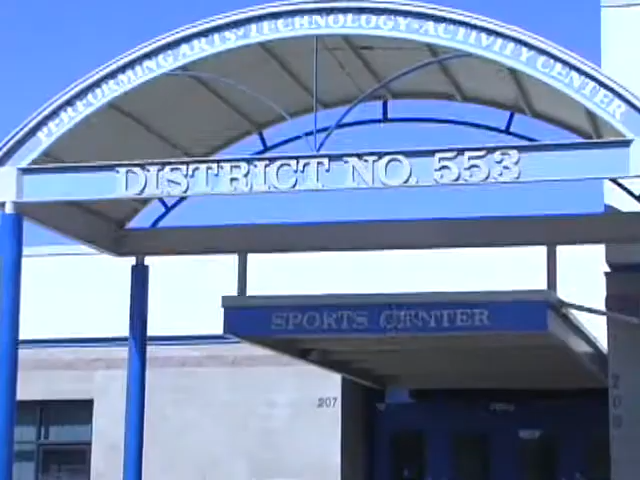 PERFORMING ARTS-TECHNOLOGY-ACTIVITY CENTER
DISTRICT NO. 553
SPORTS CENTER
207